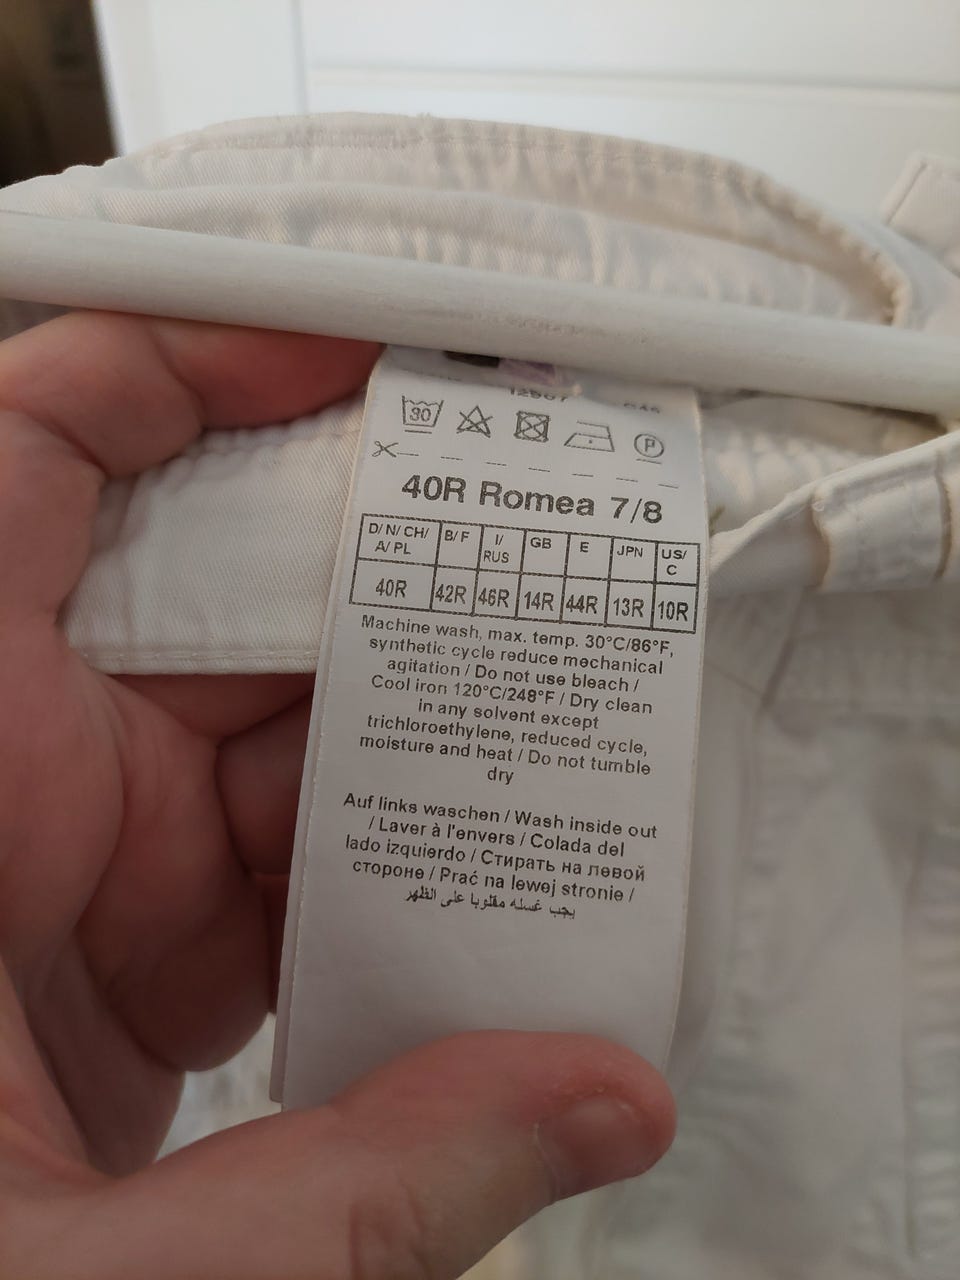 30
P
40R Romea 7/8
D/ N/ CH/ A/ PL B/ F I/ RUS GB E JPN US/ C
40R 42R 46R 14R 44R 13R 10R
Machine wash, max. temp. 30°C/86°F,
synthetic cycle reduce mechanical
agitation / Do not use bleach /
Cool iron 120°C/248°F / Dry clean
in any solvent except
trichloroethylene, reduced cycle,
moisture and heat / Do not tumble
dry
Auf links waschen / Wash inside out
/ Laver à l'envers / Colada del
lado izquierdo / Стирать на левой
стороне / Prać na lewej stronie /
يجب غسله مقلوبا على الظهر